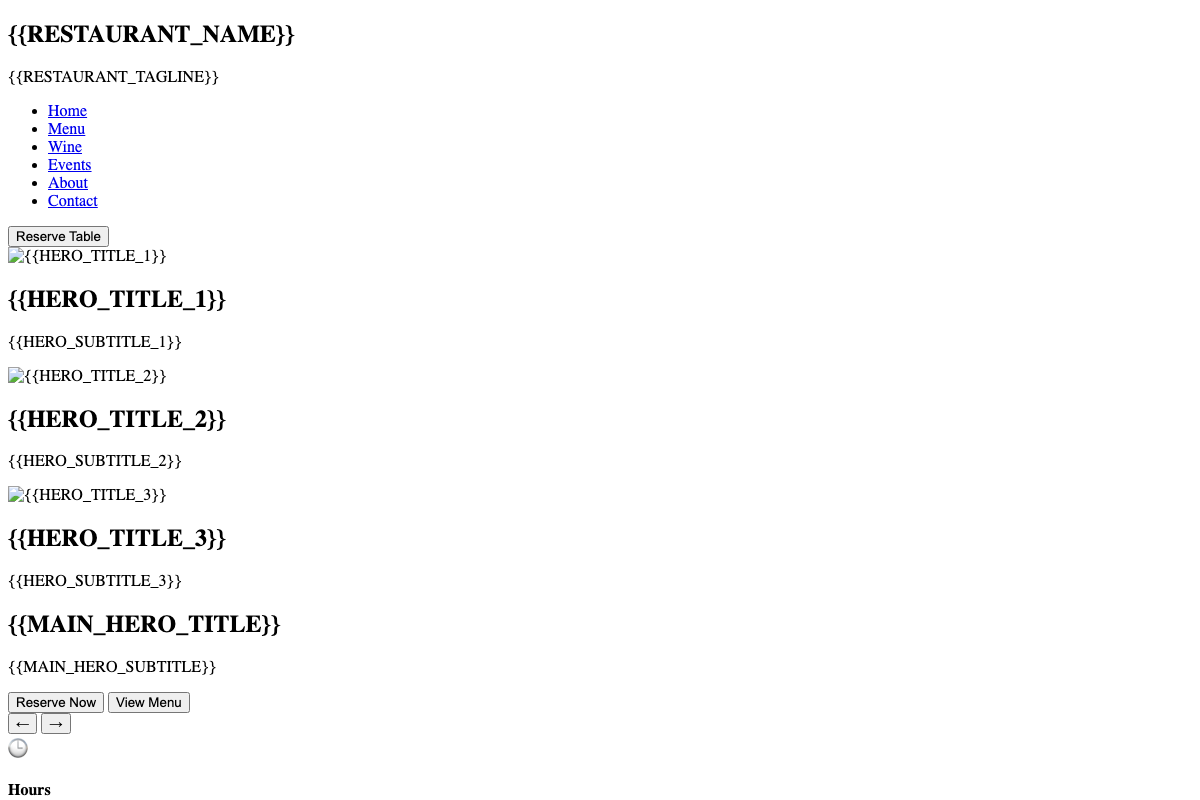 {{RESTAURANT_NAME}}
{{RESTAURANT_TAGLINE}}
Home
Menu
Wine
Events
About
Contact
Reserve Table
{{HERO_TITLE_1}}
{{HERO_TITLE_1}}
{{HERO_SUBTITLE_1}}
{{HERO_TITLE_2}}
{{HERO_TITLE_2}}
{{HERO_SUBTITLE_2}}
{{HERO_TITLE_3}}
{{HERO_TITLE_3}}
{{HERO_SUBTITLE_3}}
{{MAIN_HERO_TITLE}}
{{MAIN_HERO_SUBTITLE}}
Reserve Now View Menu
← →
Hours